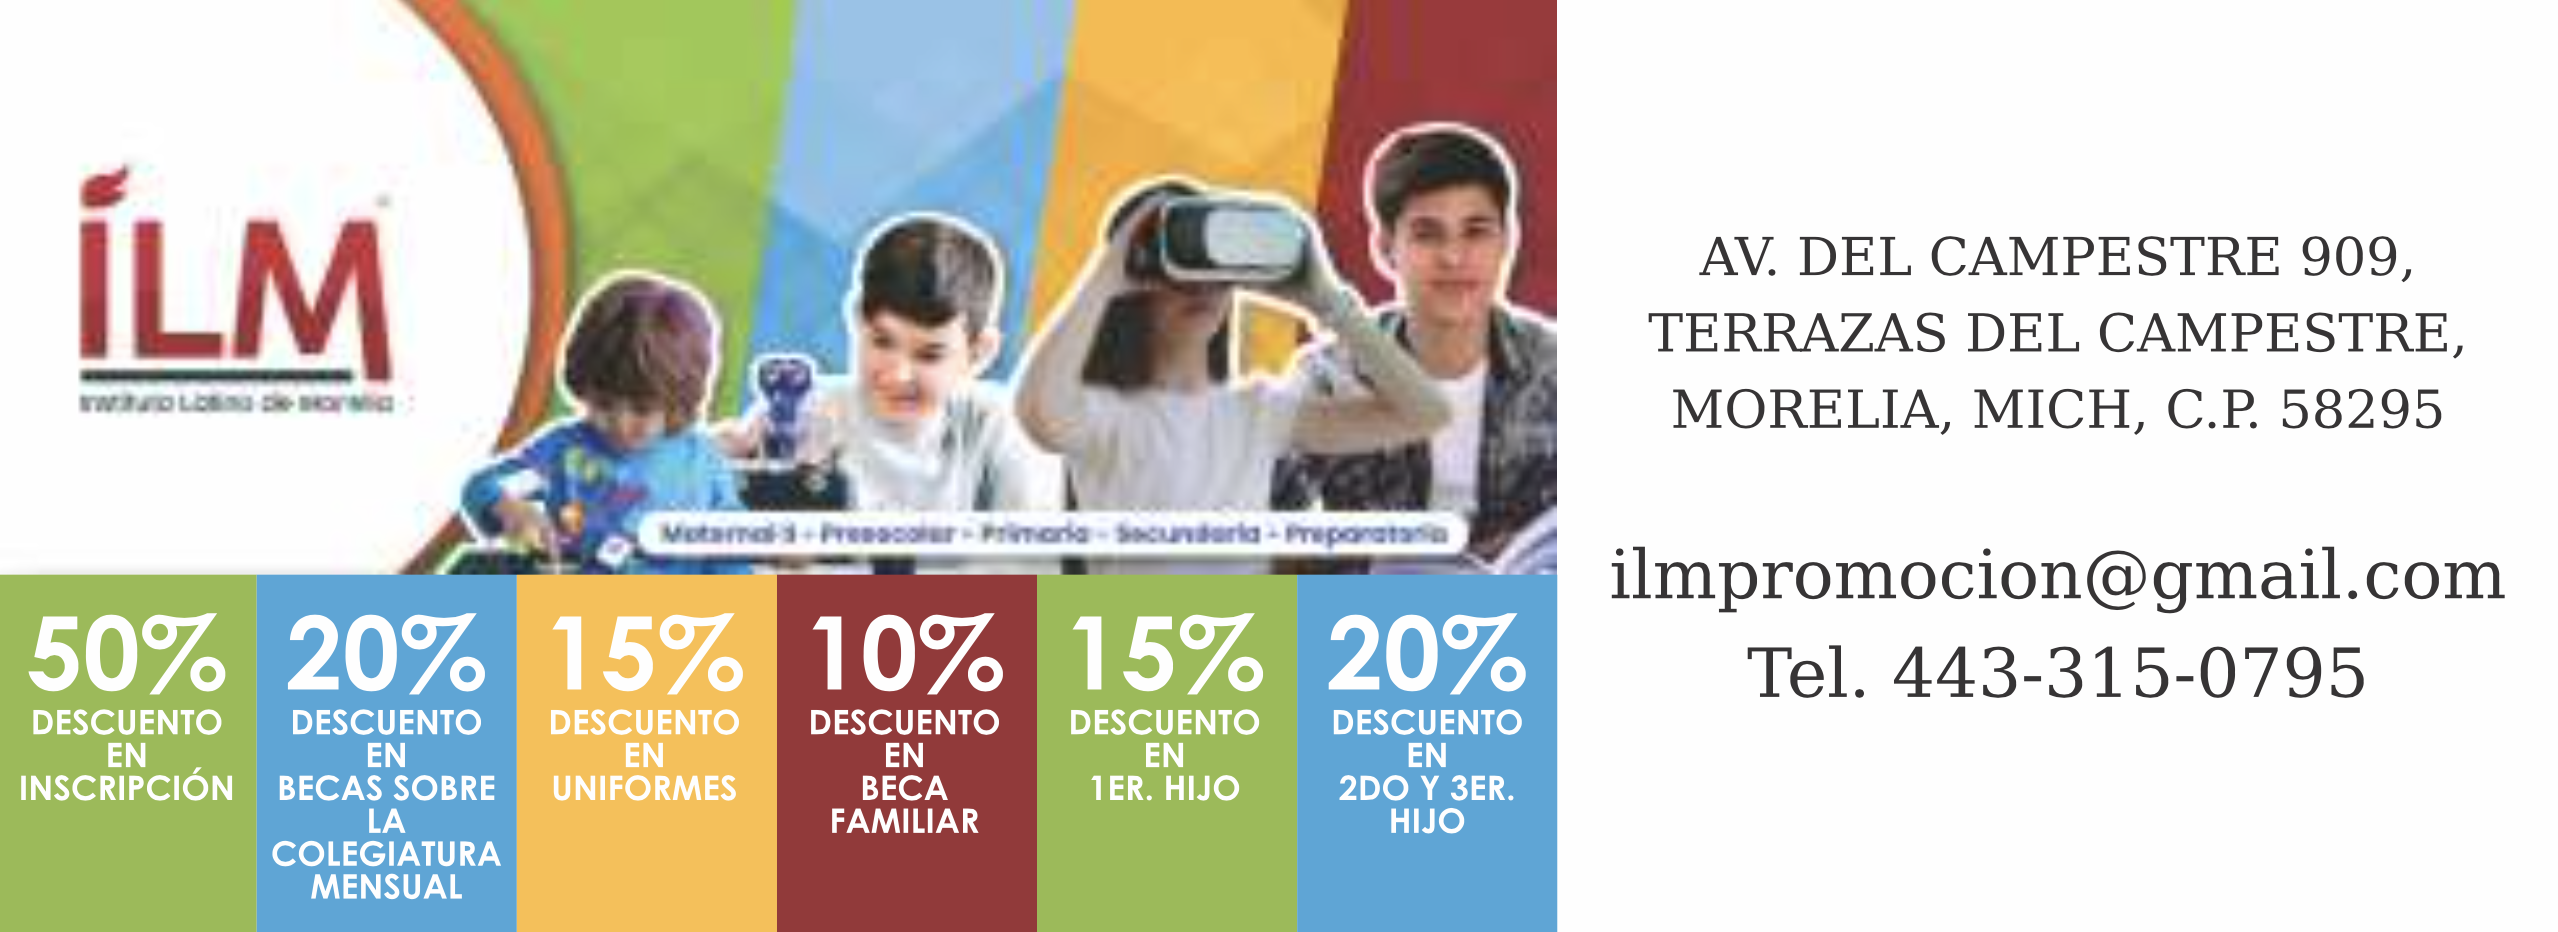 ÍLM
Instituto Latino de Morelia
Maternal 3 - Preescolar - Primaria - Secundaria - Preparatoria
50%
DESCUENTO
EN
INSCRIPCIÓN
20%
DESCUENTO
EN
BECAS SOBRE
LA
COLEGIATURA
MENSUAL
15%
DESCUENTO
EN
UNIFORMES
10%
DESCUENTO
EN
BECA
FAMILIAR
15%
DESCUENTO
EN
1ER. HIJO
20%
DESCUENTO
EN
2DO Y 3ER.
HIJO
AV. DEL CAMPESTRE 909,
TERRAZAS DEL CAMPESTRE,
MORELIA, MICH, C.P. 58295
ilmpromocion@gmail.com
Tel. 443-315-0795